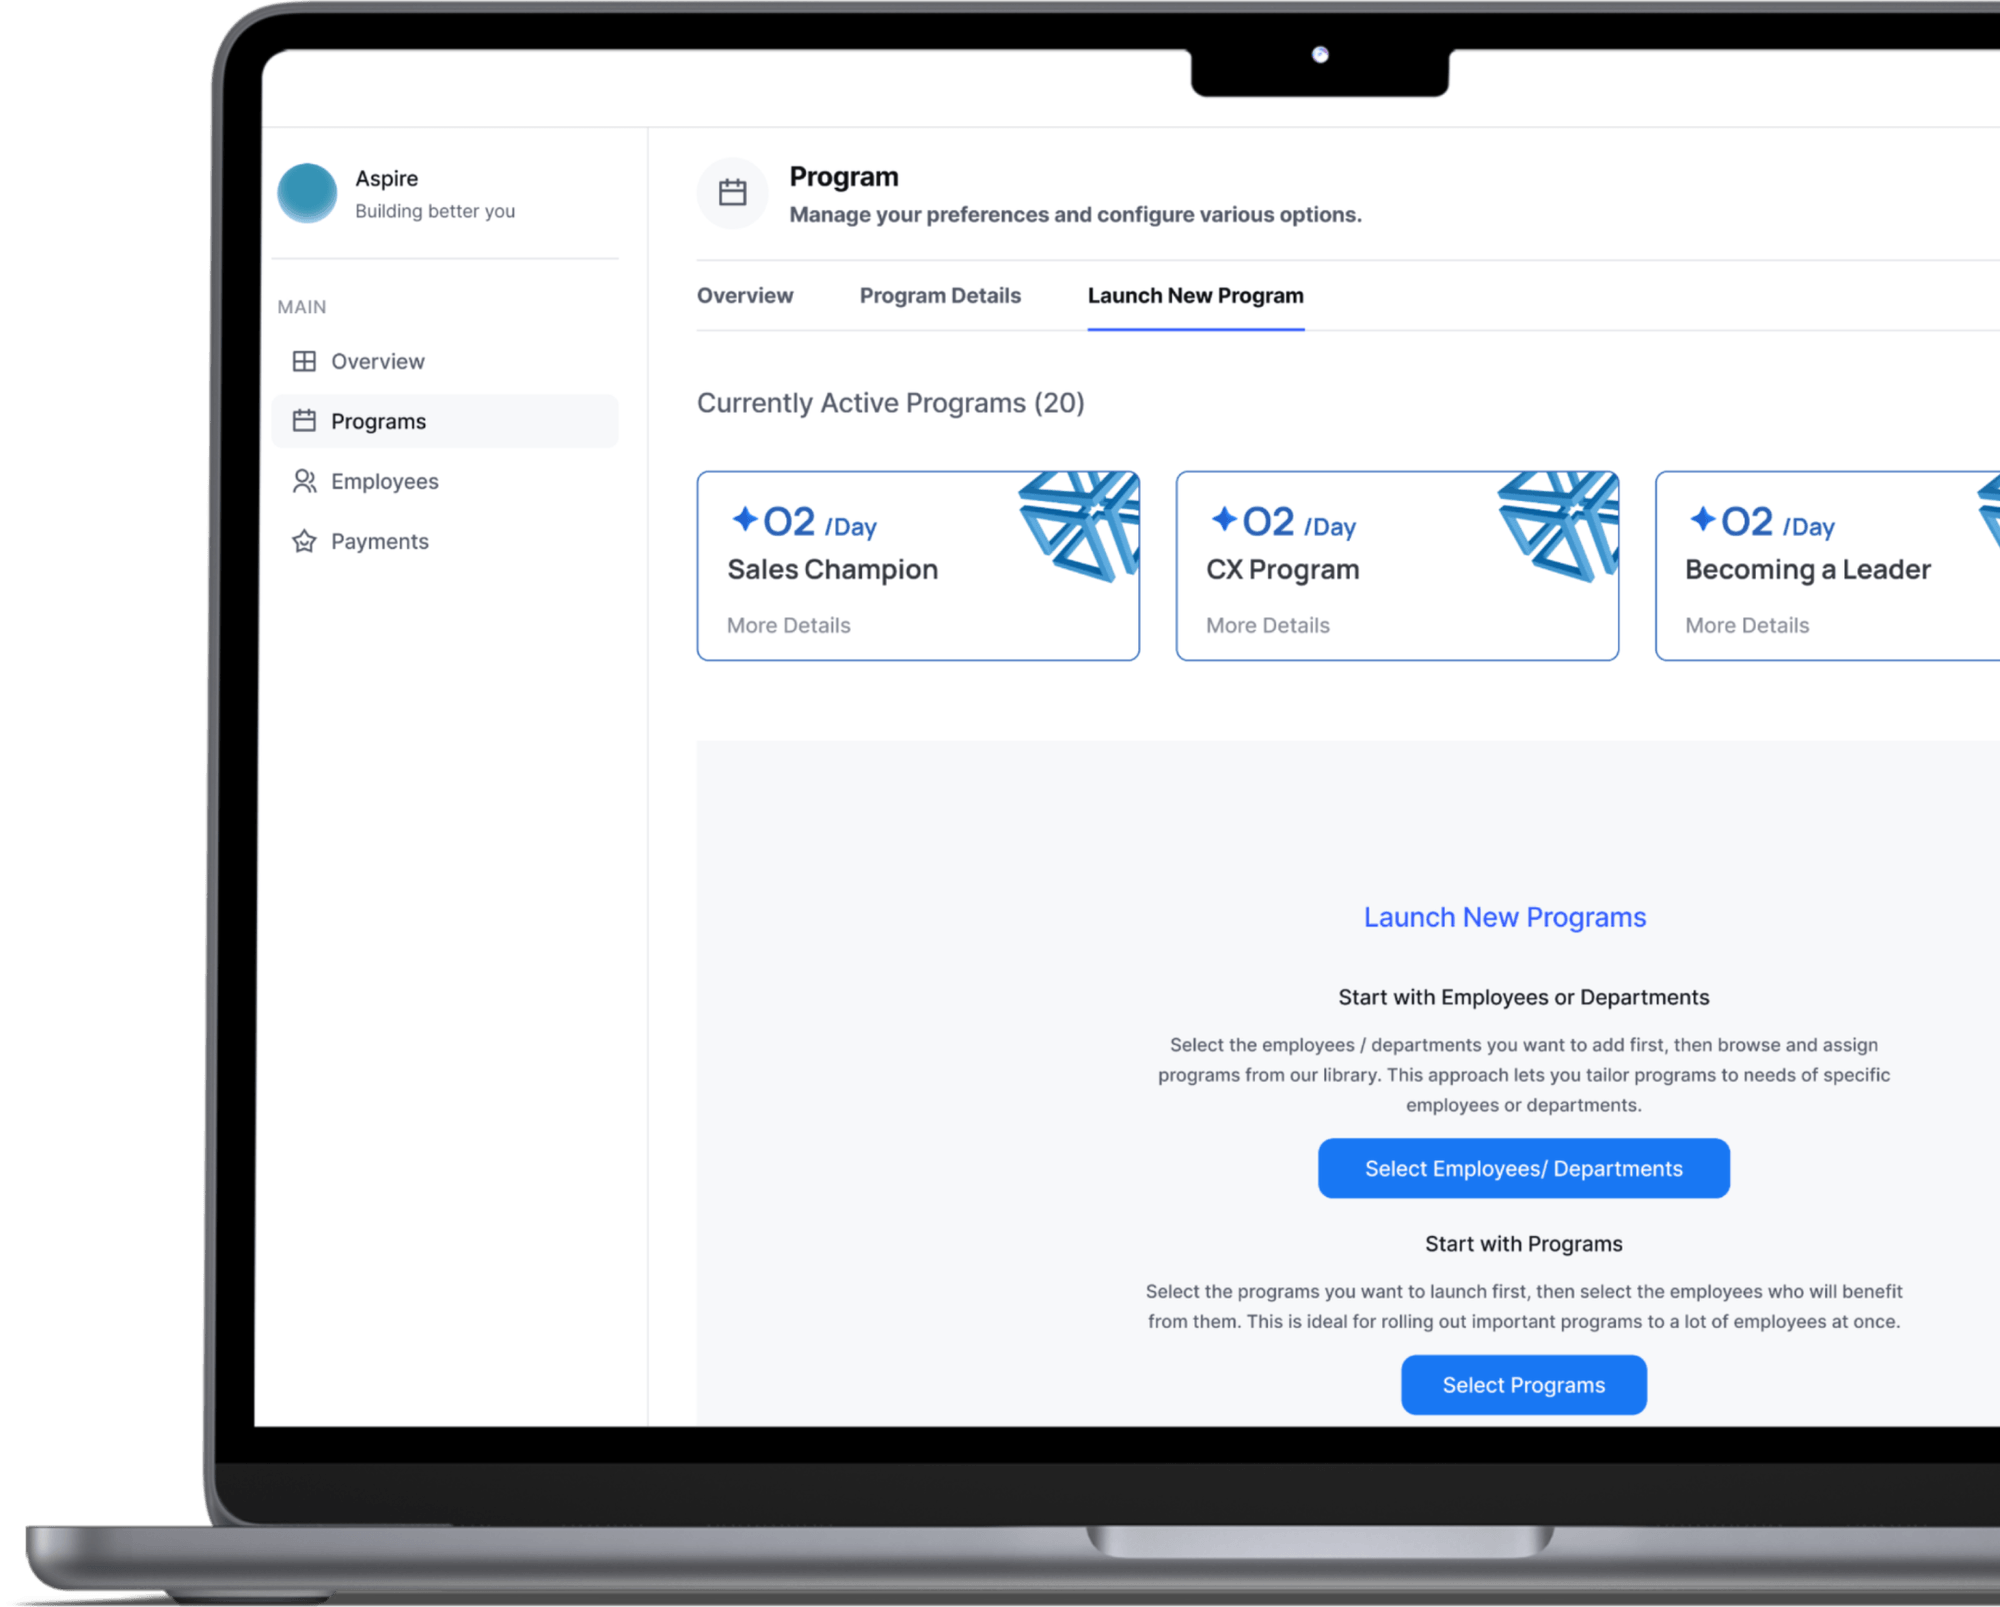 Aspire
Building better you
MAIN
Overview
Programs
Employees
Payments
Program
Manage your preferences and configure various options.
Overview Program Details Launch New Program
Currently Active Programs (20)
O2 /Day
Sales Champion
More Details
O2 /Day
CX Program
More Details
O2 /Day
Becoming a Leader
More Details
Launch New Programs
Start with Employees or Departments
Select the employees / departments you want to add first, then browse and assign
programs from our library. This approach lets you tailor programs to needs of specific
employees or departments.
Select Employees/ Departments
Start with Programs
Select the programs you want to launch first, then select the employees who will benefit
from them. This is ideal for rolling out important programs to a lot of employees at once.
Select Programs